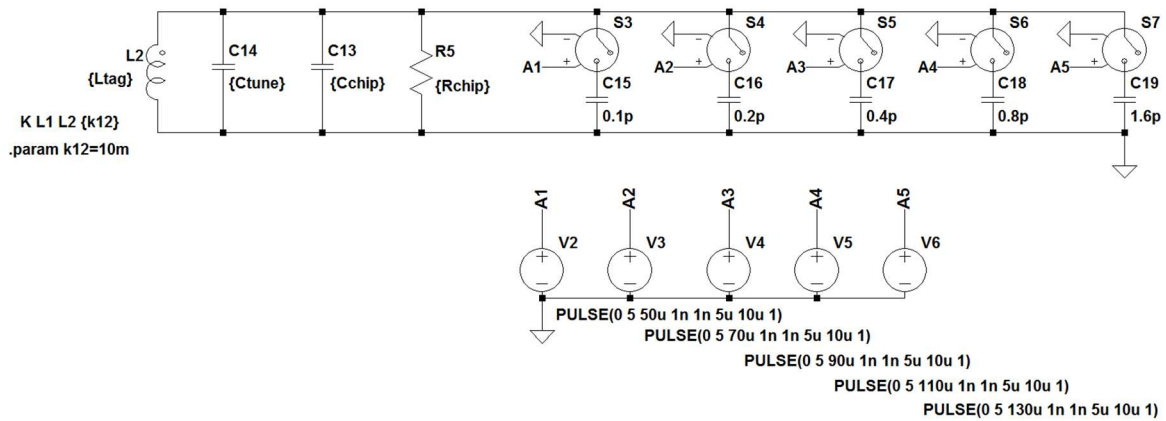 S3 S4 S5 S6 S7
L2 C14 C13 R5
A1 A2 A3 A4 A5
{Ltag} {Ctune} {Cchip} {Rchip}
C15 C16 C17 C18 C19
0.1p 0.2p 0.4p 0.8p 1.6p
K L1 L2 {k12}
.param k12=10m
A1 A2 A3 A4 A5
V2 V3 V4 V5 V6
PULSE(0 5 50u 1n 1n 5u 10u 1)
PULSE(0 5 70u 1n 1n 5u 10u 1)
PULSE(0 5 90u 1n 1n 5u 10u 1)
PULSE(0 5 110u 1n 1n 5u 10u 1)
PULSE(0 5 130u 1n 1n 5u 10u 1)